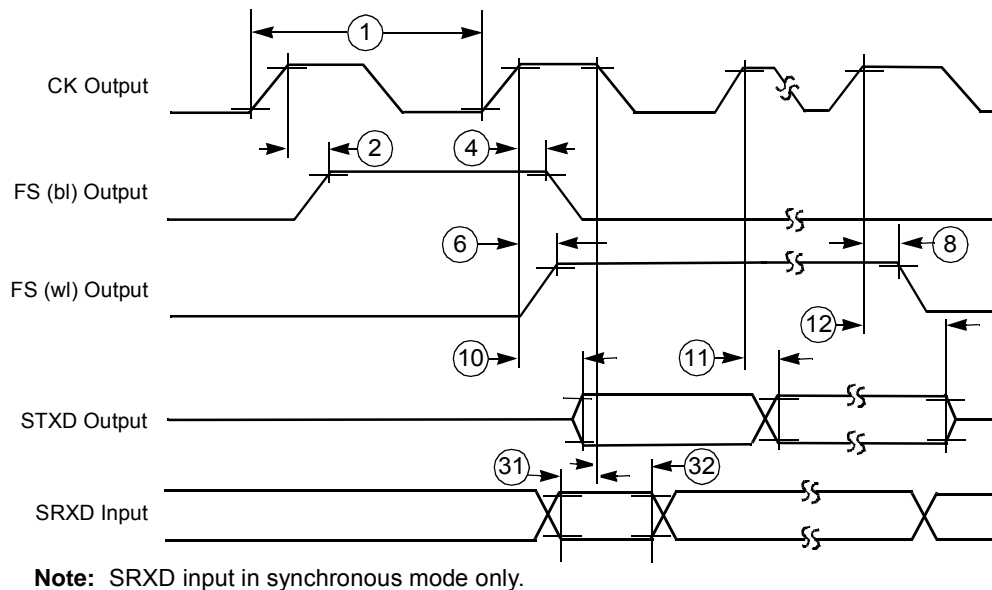 1
CK Output
2
4
FS (bl) Output
6
8
FS (wl) Output
12
10
11
STXD Output
31
32
SRXD Input
Note: SRXD input in synchronous mode only.